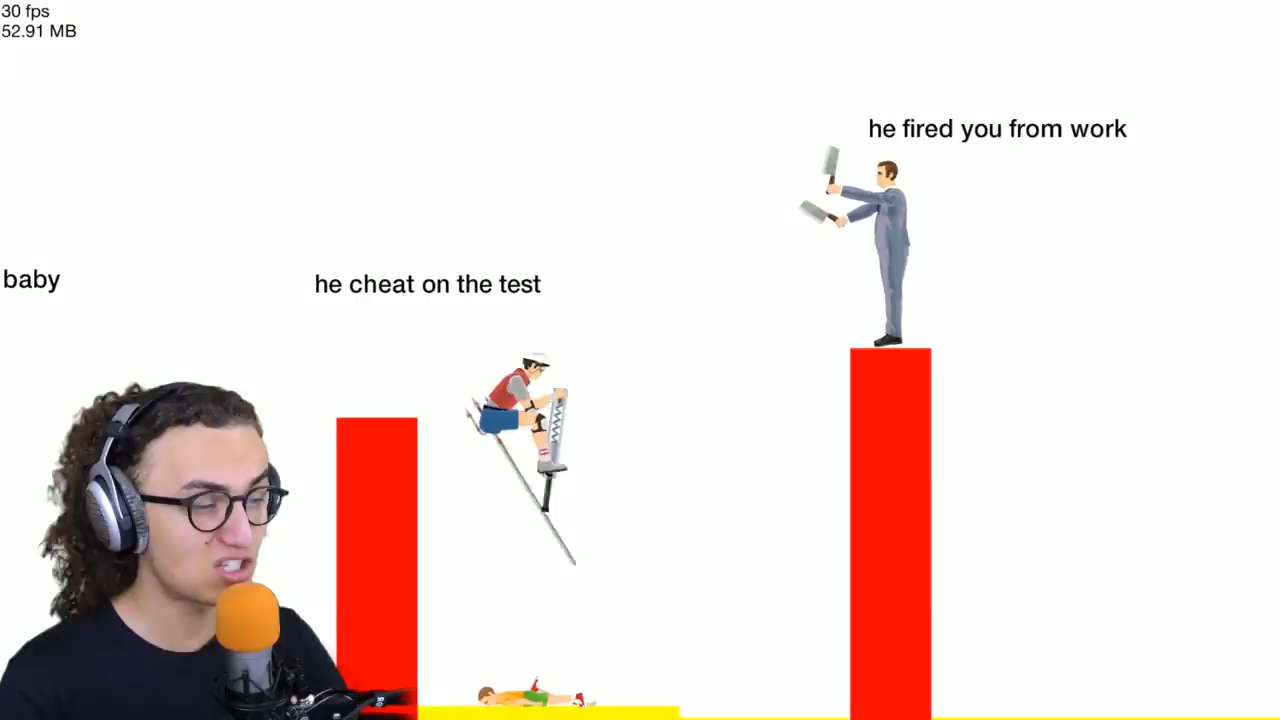 30 fps
52.91 MB
he fired you from work
baby
he cheat on the test